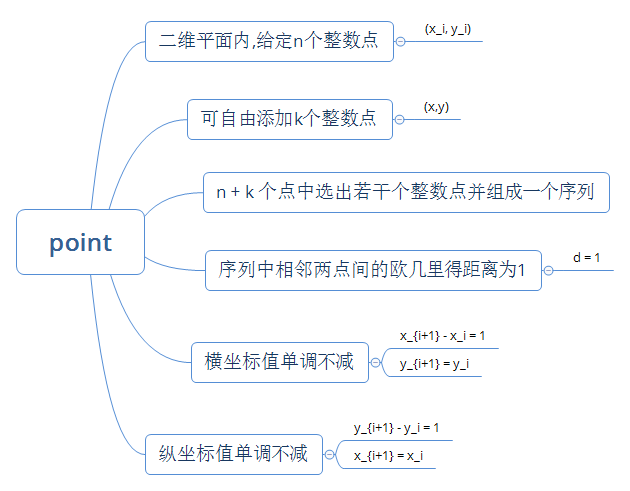 point
二维平面内,给定n个整数点
(x_i, y_i)
可自由添加k个整数点
(x,y)
n + k 个点中选出若干个整数点并组成一个序列
序列中相邻两点间的欧几里得距离为1
d = 1
横坐标值单调不减
x_{i+1} - x_i = 1
y_{i+1} = y_i
纵坐标值单调不减
y_{i+1} - y_i = 1
x_{i+1} = x_i